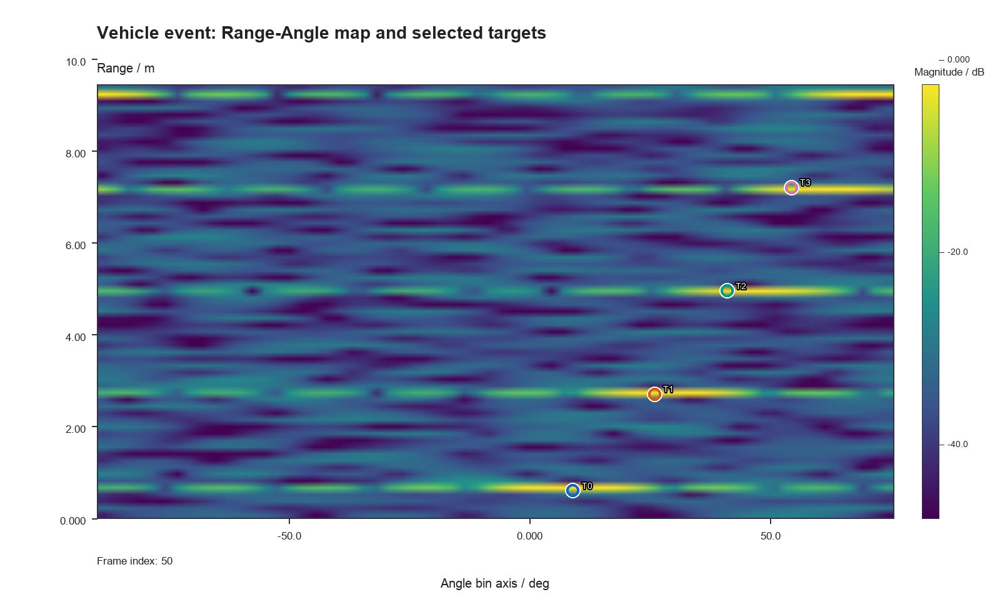 Vehicle event: Range-Angle map and selected targets
10.0
Range / m
0.000
Magnitude / dB
8.00
T3
6.00
-20.0
T2
4.00
-40.0
T1
2.00
T0
0.000
-50.0 0.000 50.0
Frame index: 50
Angle bin axis / deg